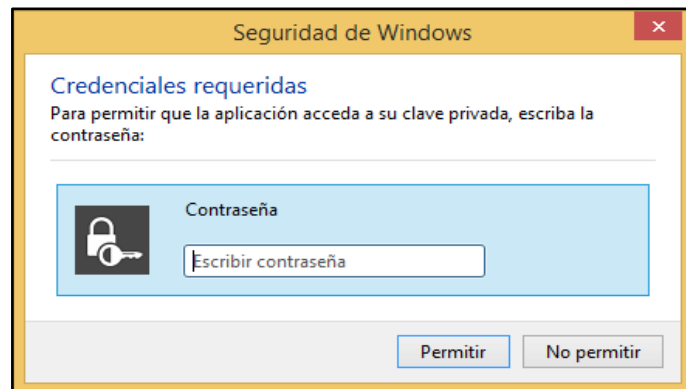 Seguridad de Windows
Credenciales requeridas
Para permitir que la aplicación acceda a su clave privada, escriba la
contraseña:
Contraseña
Escribir contraseña
Permitir
No permitir